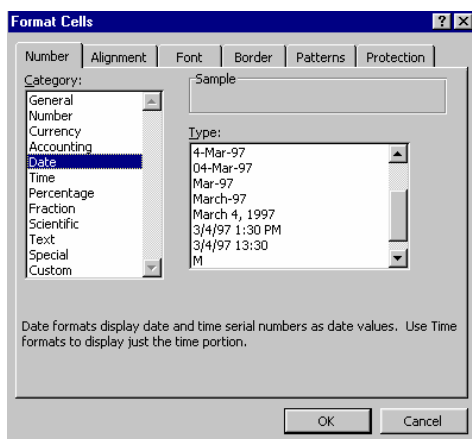 Format Cells
Number Alignment Font Border Patterns Protection
Category:
General
Number
Currency
Accounting
Date
Time
Percentage
Fraction
Scientific
Text
Special
Custom
Sample
Type:
4-Mar-97
04-Mar-97
Mar-97
March-97
March 4, 1997
3/4/97 1:30 PM
3/4/97 13:30
M
Date formats display date and time serial numbers as date values. Use Time
formats to display just the time portion.
OK Cancel